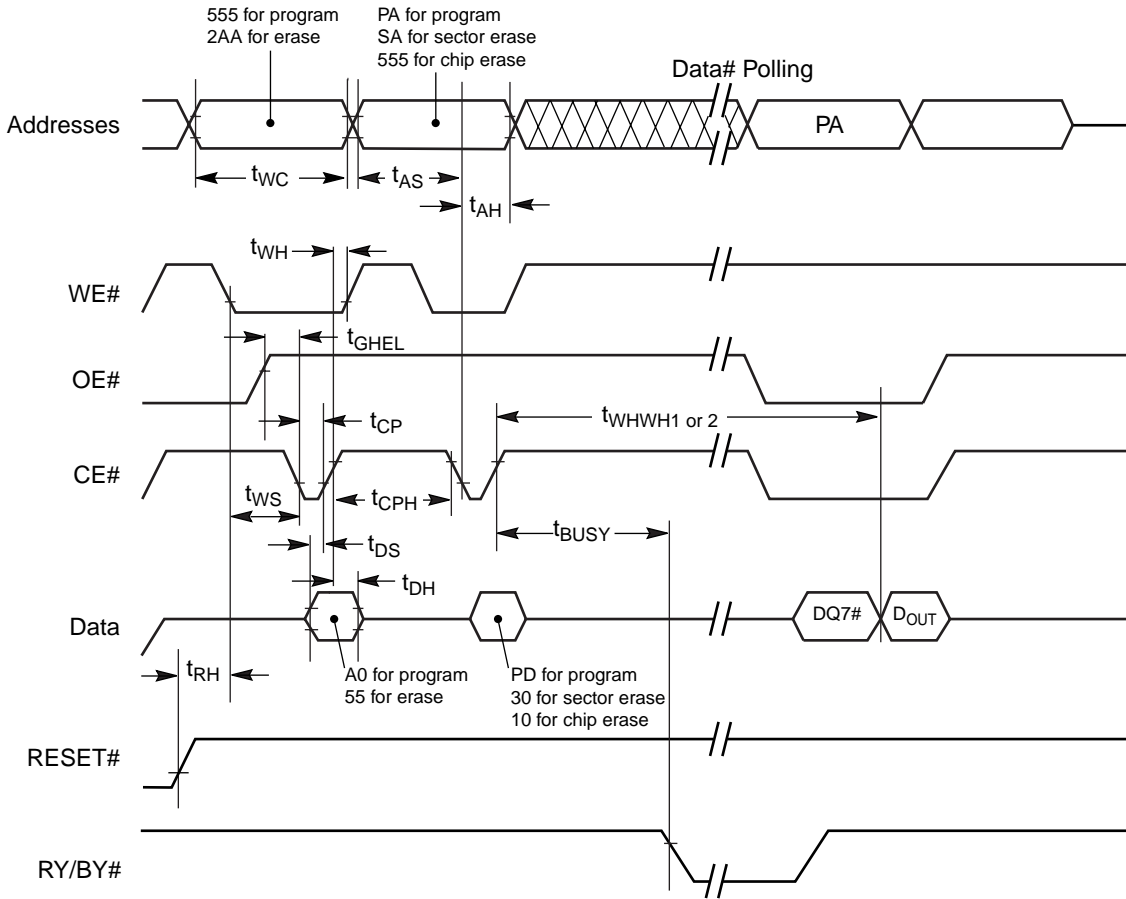 555 for program
2AA for erase
PA for program
SA for sector erase
555 for chip erase
Data# Polling
Addresses
PA
tWC
tAS
tAH
tWH
WE#
tGHEL
OE#
tWHWH1 or 2
tCP
CE#
tWS
tCPH
tBUSY
tDS
tDH
Data
DQ7#
DOUT
tRH
A0 for program
55 for erase
PD for program
30 for sector erase
10 for chip erase
RESET#
RY/BY#